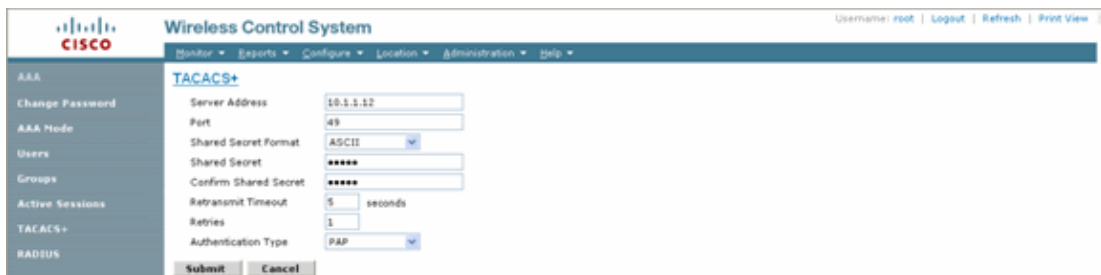 Username: root | Logout | Refresh | Print View
CISCO
Wireless Control System
Monitor Reports Configure Location Administration Help
AAA
Change Password
AAA Mode
Users
Groups
Active Sessions
TACACS+
RADIUS
TACACS+
Server Address 10.1.1.12
Port 49
Shared Secret Format ASCII
Shared Secret •••••
Confirm Shared Secret •••••
Retransmit Timeout 5 seconds
Retries 1
Authentication Type PAP
Submit Cancel